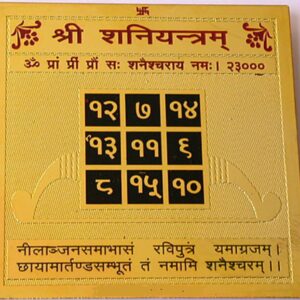 श्री शनियन्त्रम्
ॐ प्रां प्रीं प्रौं सः शनैश्चराय नमः। २३०००
१२ ७ १४
१३ ११ ९
८ १५ १०
नीलाञ्जनसमाभासं रविपुत्रं यमाग्रजम्।
छायामार्तण्डसम्भूतं तं नमामि शनैश्चरम्।।